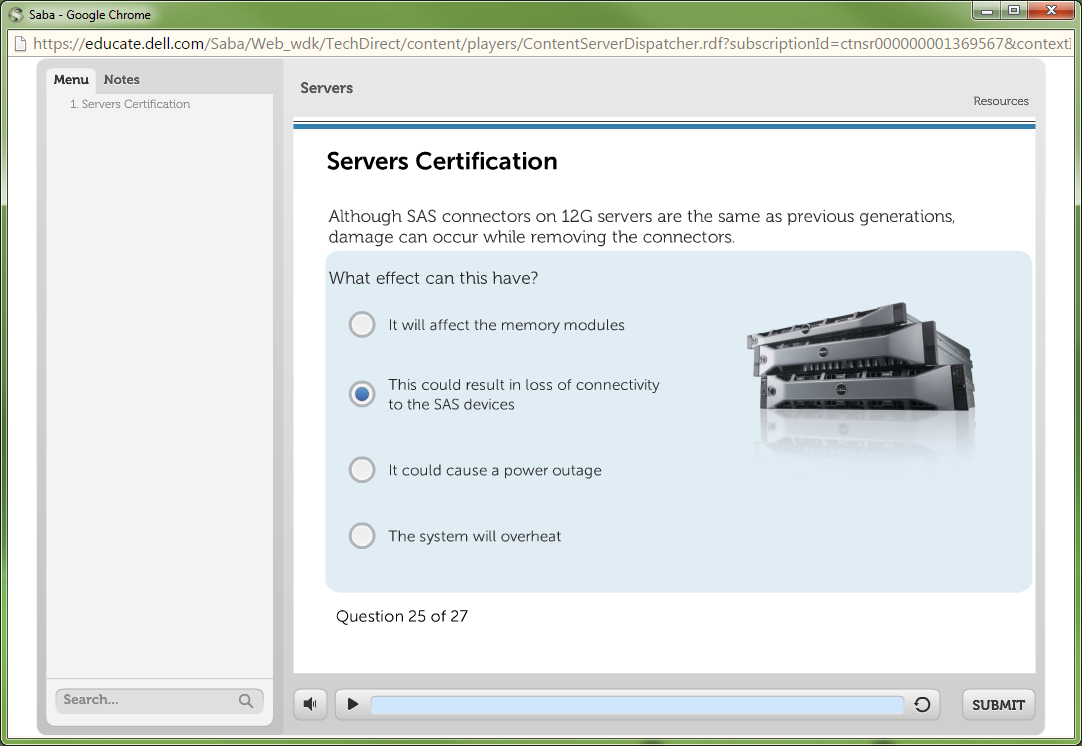 Saba - Google Chrome
https://educate.dell.com/Saba/Web_wdk/TechDirect/content/players/ContentServerDispatcher.rdf?subscriptionId=ctnsr000000001369567&context
Menu
Notes
1. Servers Certification
Servers
Resources
Servers Certification
Although SAS connectors on 12G servers are the same as previous generations,
damage can occur while removing the connectors.
What effect can this have?
It will affect the memory modules
This could result in loss of connectivity
to the SAS devices
It could cause a power outage
The system will overheat
Question 25 of 27
Search...
SUBMIT